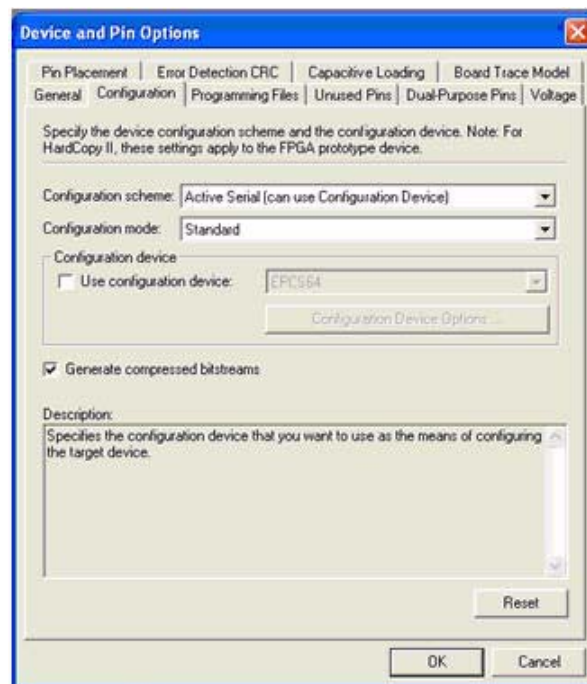 Device and Pin Options
Pin Placement Error Detection CRC Capacitive Loading Board Trace Model
General Configuration Programming Files Unused Pins Dual-Purpose Pins Voltage
Specify the device configuration scheme and the configuration device. Note: For
HardCopy II, these settings apply to the FPGA prototype device.
Configuration scheme: Active Serial (can use Configuration Device)
Configuration mode: Standard
Configuration device
Use configuration device: EPCS64
Configuration Device Options ...
Generate compressed bitstreams
Description:
Specifies the configuration device that you want to use as the means of configuring
the target device.
Reset
OK Cancel